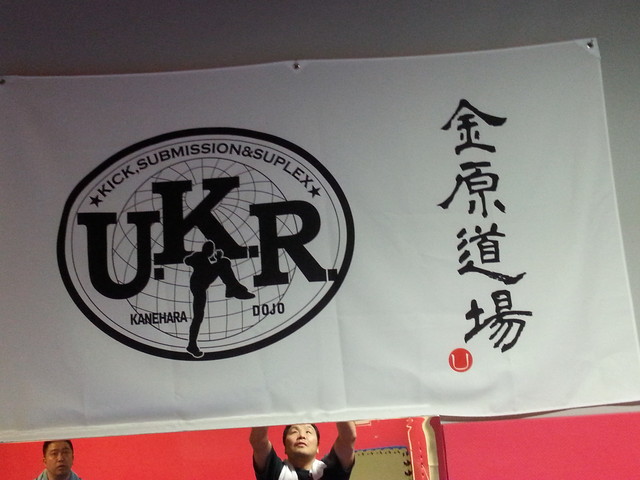 ★KICK,SUBMISSION&SUPLEX★
U.K.R.
KANEHARA DOJO
金原道場
U